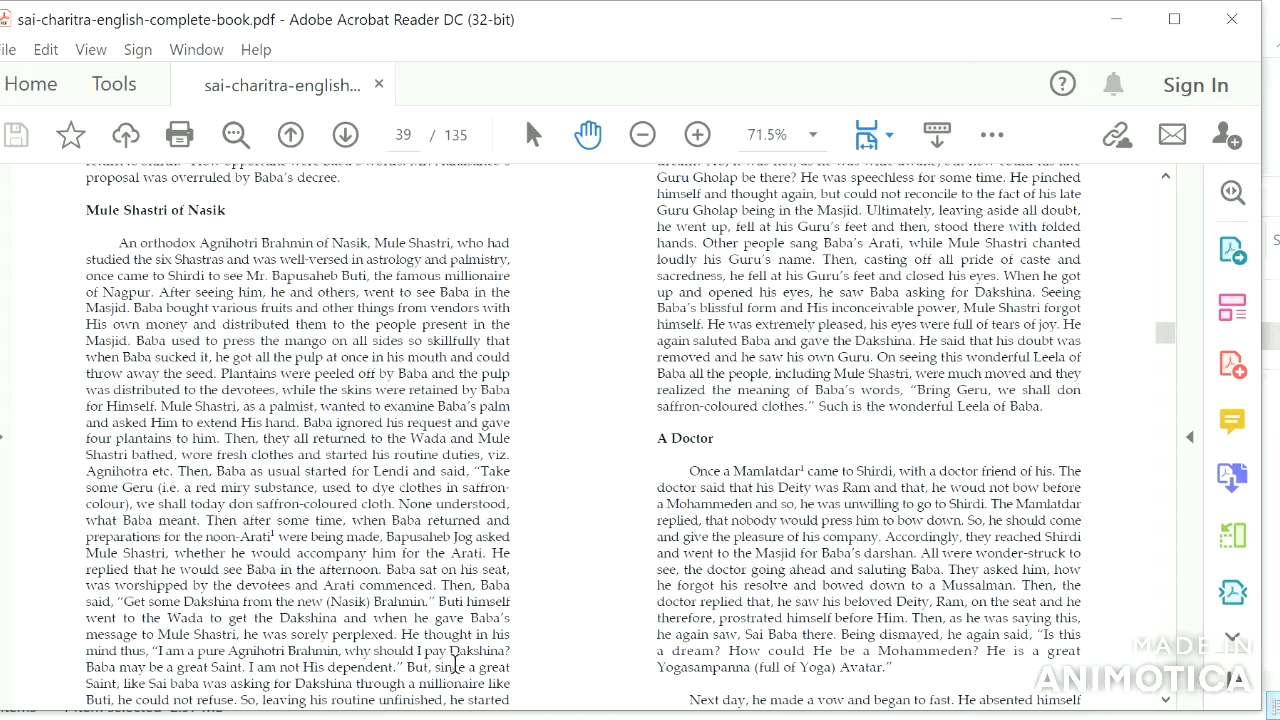 sai-charitra-english-complete-book.pdf - Adobe Acrobat Reader DC (32-bit)
File Edit View Sign Window Help
Home Tools sai-charitra-english... × Sign In
39 / 135 71.5%
proposal was overruled by Baba's decree.
Mule Shastri of Nasik
An orthodox Agnihotri Brahmin of Nasik, Mule Shastri, who had
studied the six Shastras and was well-versed in astrology and palmistry,
once came to Shirdi to see Mr. Bapusaheb Buti, the famous millionaire
of Nagpur. After seeing him, he and others, went to see Baba in the
Masjid. Baba bought various fruits and other things from vendors with
His own money and distributed them to the people present in the
Masjid. Baba used to press the mango on all sides so skillfully that
when Baba sucked it, he got all the pulp at once in his mouth and could
throw away the seed. Plantains were peeled off by Baba and the pulp
was distributed to the devotees, while the skins were retained by Baba
for Himself. Mule Shastri, as a palmist, wanted to examine Baba's palm
and asked Him to extend His hand. Baba ignored his request and gave
four plantains to him. Then, they all returned to the Wada and Mule
Shastri bathed, wore fresh clothes and started his routine duties, viz.
Agnihotra etc. Then, Baba as usual started for Lendi and said, “Take
some Geru (i.e. a red miry substance, used to dye clothes in saffron-
colour), we shall today don saffron-coloured cloth. None understood,
what Baba meant. Then after some time, when Baba returned and
preparations for the noon-Arati¹ were being made, Bapusaheb Jog asked
Mule Shastri, whether he would accompany him for the Arati. He
replied that he would see Baba in the afternoon. Baba sat on his seat,
was worshipped by the devotees and Arati commenced. Then, Baba
said, “Get some Dakshina from the new (Nasik) Brahmin.” Buti himself
went to the Wada to get the Dakshina and when he gave Baba's
message to Mule Shastri, he was sorely perplexed. He thought in his
mind thus, “I am a pure Agnihotri Brahmin, why should I pay Dakshina?
Baba may be a great Saint. I am not His dependent.” But, since a great
Saint, like Sai baba was asking for Dakshina through a millionaire like
Buti, he could not refuse. So, leaving his routine unfinished, he started
Guru Gholap be there? He was speechless for some time. He pinched
himself and thought again, but could not reconcile to the fact of his late
Guru Gholap being in the Masjid. Ultimately, leaving aside all doubt,
he went up, fell at his Guru's feet and then, stood there with folded
hands. Other people sang Baba's Arati, while Mule Shastri chanted
loudly his Guru's name. Then, casting off all pride of caste and
sacredness, he fell at his Guru's feet and closed his eyes. When he got
up and opened his eyes, he saw Baba asking for Dakshina. Seeing
Baba's blissful form and His inconceivable power, Mule Shastri forgot
himself. He was extremely pleased, his eyes were full of tears of joy. He
again saluted Baba and gave the Dakshina. He said that his doubt was
removed and he saw his own Guru. On seeing this wonderful Leela of
Baba all the people, including Mule Shastri, were much moved and they
realized the meaning of Baba's words, “Bring Geru, we shall don
saffron-coloured clothes.” Such is the wonderful Leela of Baba.
A Doctor
Once a Mamlatdar¹ came to Shirdi, with a doctor friend of his. The
doctor said that his Deity was Ram and that, he woud not bow before
a Mohammeden and so, he was unwilling to go to Shirdi. The Mamlatdar
replied, that nobody would press him to bow down. So, he should come
and give the pleasure of his company. Accordingly, they reached Shirdi
and went to the Masjid for Baba's darshan. All were wonder-struck to
see, the doctor going ahead and saluting Baba. They asked him, how
he forgot his resolve and bowed down to a Mussalman. Then, the
doctor replied that, he saw his beloved Deity, Ram, on the seat and he
therefore, prostrated himself before Him. Then, as he was saying this,
he again saw, Sai Baba there. Being dismayed, he again said, “Is this
a dream? How could He be a Mohammeden? He is a great
Yogasampanna (full of Yoga) Avatar.”
Next day, he made a vow and began to fast. He absented himself
MADE IN
ANIMOTICA